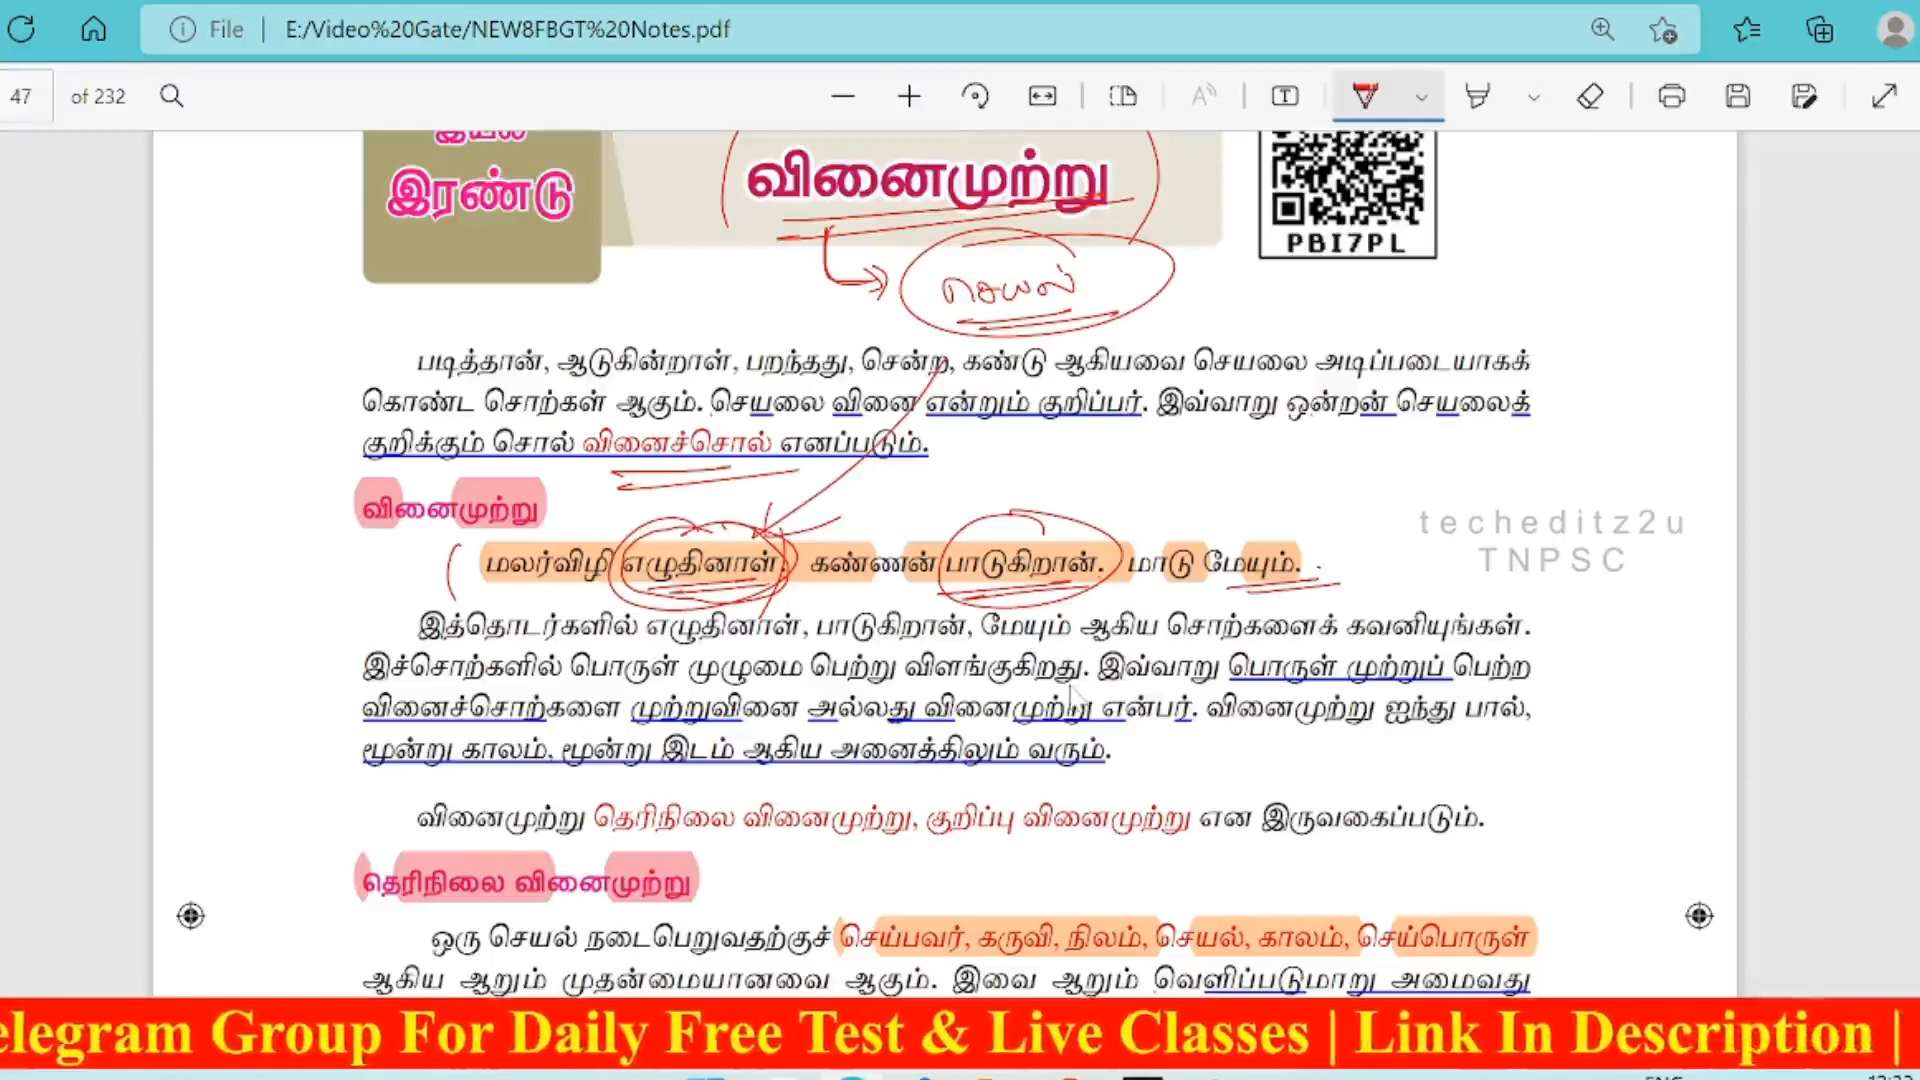 File | E:/Video%20Gate/NEW8FBGT%20Notes.pdf
47 of 232
இயல்
இரண்டு
வினைமுற்று
PBI7PL
செயல்
படித்தான், ஆடுகின்றாள், பறந்தது, சென்ற, கண்டு ஆகியவை செயலை அடிப்படையாகக்
கொண்ட சொற்கள் ஆகும். செயலை வினை என்றும் குறிப்பர். இவ்வாறு ஒன்றன் செயலைக்
குறிக்கும் சொல் வினைச்சொல் எனப்படும்.
வினைமுற்று
மலர்விழி எழுதினாள். கண்ணன் பாடுகிறான். மாடு மேயும்.
techeditz2u
TNPSC
இத்தொடர்களில் எழுதினாள், பாடுகிறான், மேயும் ஆகிய சொற்களைக் கவனியுங்கள்.
இச்சொற்களில் பொருள் முழுமை பெற்று விளங்குகிறது. இவ்வாறு பொருள் முற்றுப் பெற்ற
வினைச்சொற்களை முற்றுவினை அல்லது வினைமுற்று என்பர். வினைமுற்று ஐந்து பால்,
மூன்று காலம், மூன்று இடம் ஆகிய அனைத்திலும் வரும்.
வினைமுற்று தெரிநிலை வினைமுற்று, குறிப்பு வினைமுற்று என இருவகைப்படும்.
தெரிநிலை வினைமுற்று
ஒரு செயல் நடைபெறுவதற்குச் செய்பவர், கருவி, நிலம், செயல், காலம், செய்பொருள்
ஆகிய ஆறும் முதன்மையானவை ஆகும். இவை ஆறும் வெளிப்படுமாறு அமைவது
elegram Group For Daily Free Test & Live Classes | Link In Description |